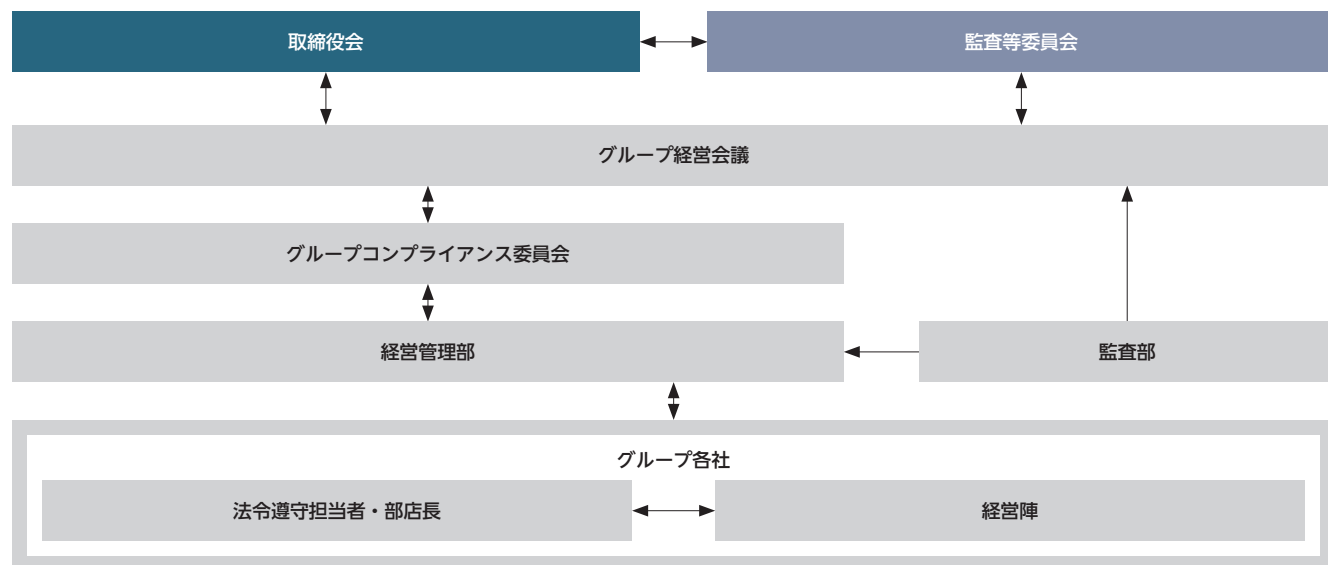 取締役会
監査等委員会
グループ経営会議
グループコンプライアンス委員会
経営管理部
監査部
グループ各社
法令遵守担当者・部店長
経営陣